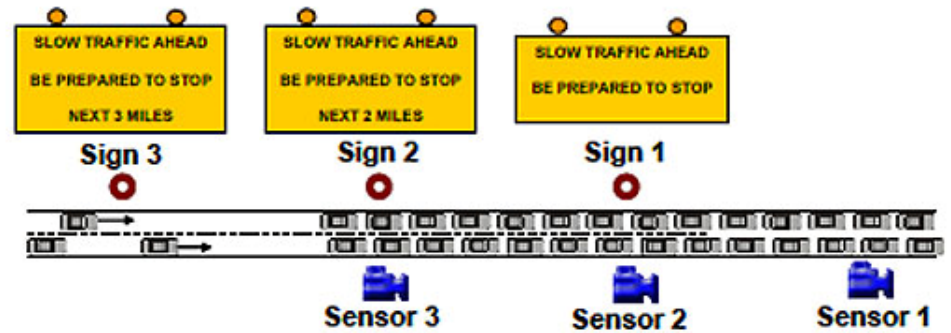 SLOW TRAFFIC AHEAD
BE PREPARED TO STOP
NEXT 3 MILES
SLOW TRAFFIC AHEAD
BE PREPARED TO STOP
NEXT 2 MILES
SLOW TRAFFIC AHEAD
BE PREPARED TO STOP
Sign 3
Sign 2
Sign 1
Sensor 3
Sensor 2
Sensor 1